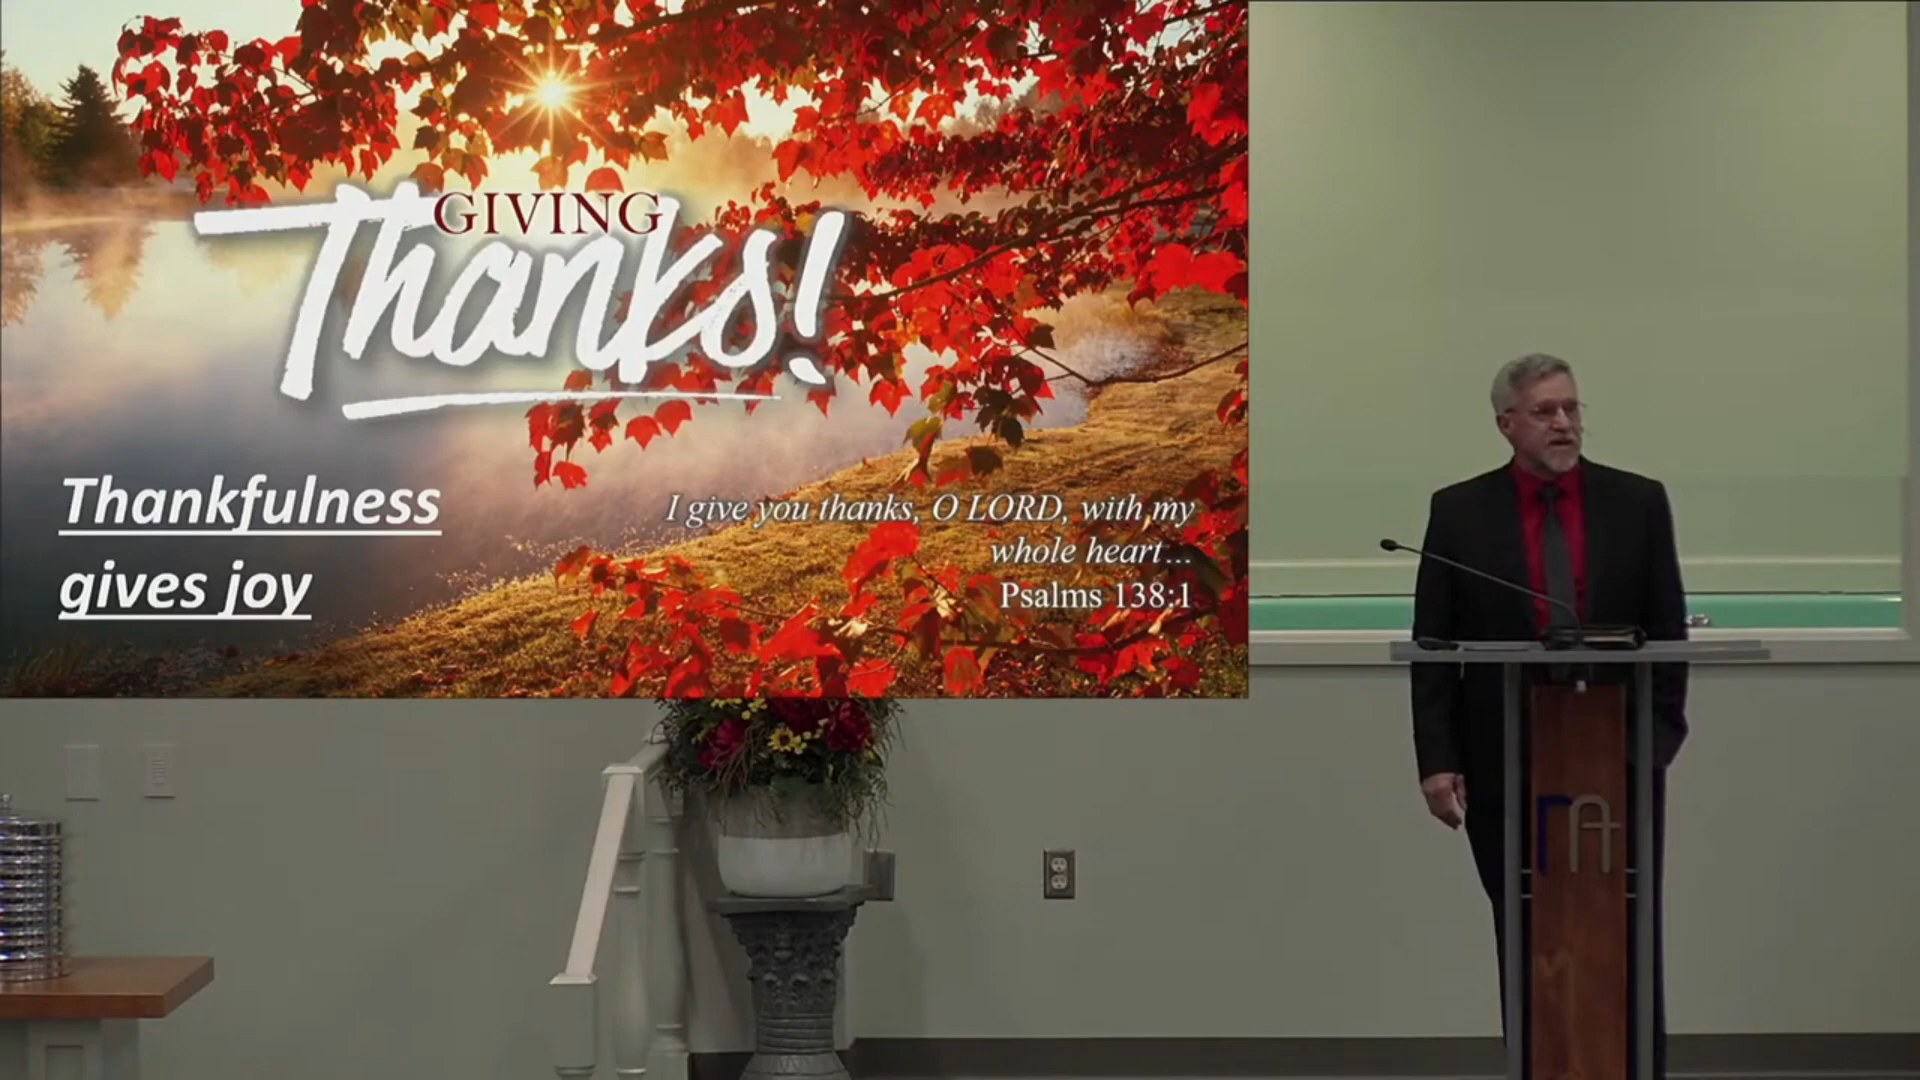 GIVING
Thanks!
Thankfulness
gives joy
I give you thanks, O LORD, with my
whole heart...
Psalms 138:1